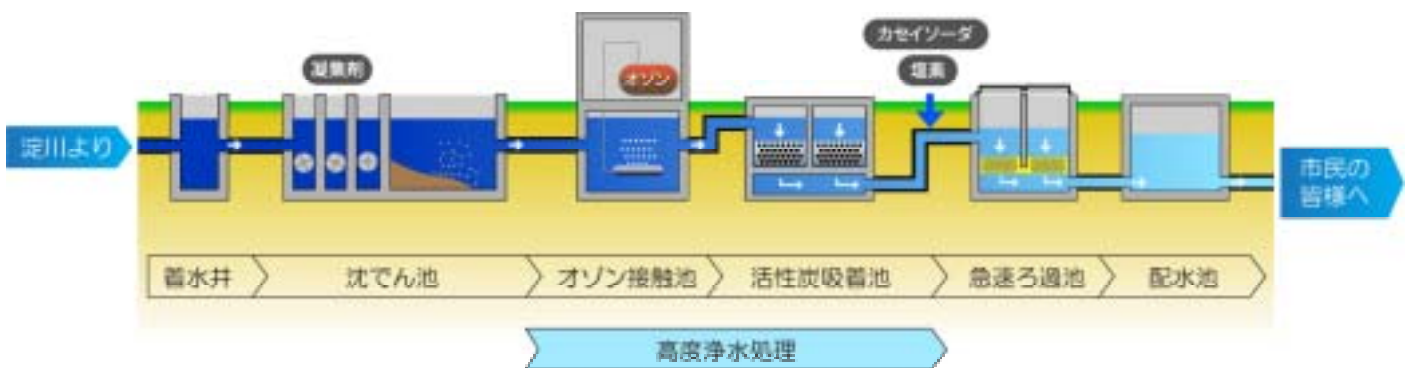 カセイソーダ
凝集剤
オゾン
塩素
淀川より
市民の
皆様へ
着水井
沈でん池
オゾン接触池
活性炭吸着池
急速ろ過池
配水池
高度浄水処理